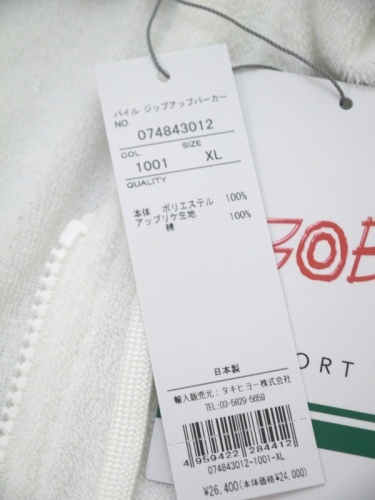 パイル ジップアップパーカー
NO.
074843012
COL SIZE
1001 XL
QUALITY
本体 ポリエステル 100%
アップリケ生地 100%
綿
日本製
輸入販売元：タキヒヨー株式会社
TEL:03-5829-5659
4 959422 284412
074843012-1001-XL
¥26,400(本体価格¥24,000)
ORT